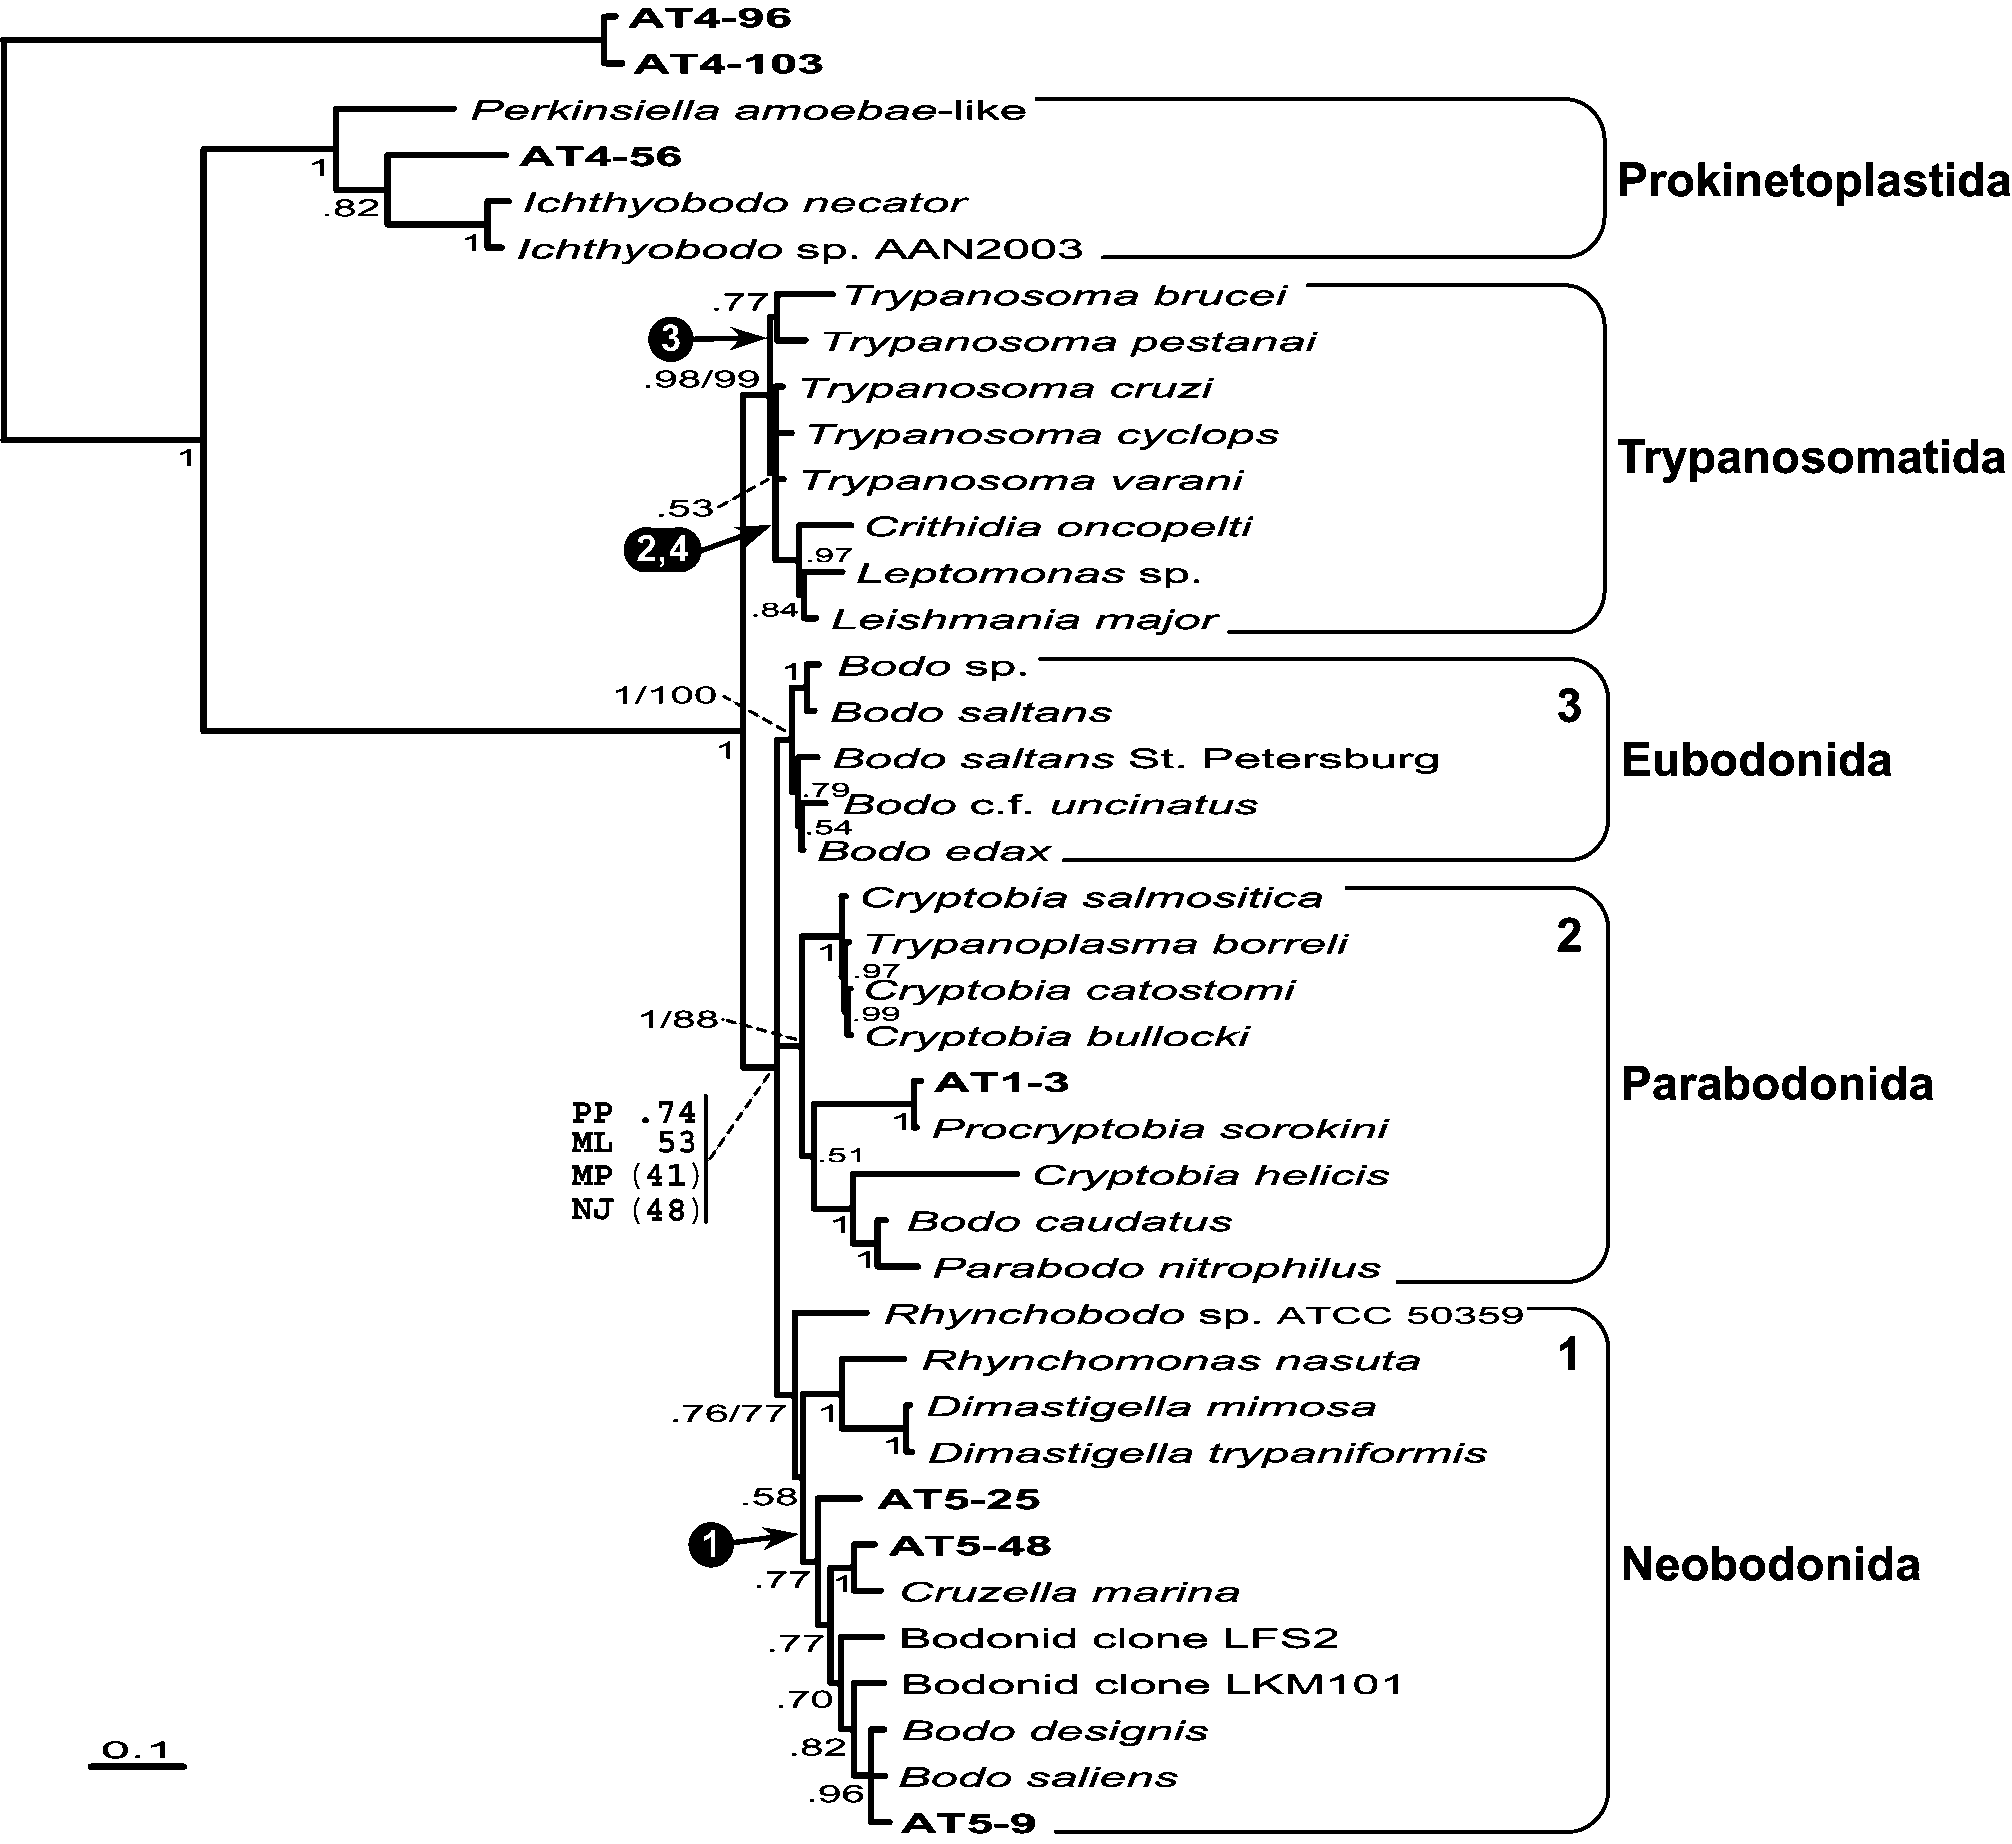 AT4-96
AT4-103
Perkinsiella amoebae-like
1
AT4-56
Prokinetoplastida
.82
Ichthyobodo necator
1
Ichthyobodo sp. AAN2003
.77
Trypanosoma brucei
3
Trypanosoma pestanai
.98/99
Trypanosoma cruzi
Trypanosoma cyclops
1
Trypanosomatida
Trypanosoma varani
.53
Crithidia oncopelti
2,4
.97
Leptomonas sp.
.84
Leishmania major
1
Bodo sp.
1/100
3
Bodo saltans
1
Bodo saltans St. Petersburg
Eubodonida
.79
Bodo c.f. uncinatus
.54
Bodo edax
Cryptobia salmositica
2
1
Trypanoplasma borreli
.97
Cryptobia catostomi
.99
1/88
Cryptobia bullocki
AT1-3
Parabodonida
PP .74
ML 53
MP (41)
NJ (48)
1
Procryptobia sorokini
.51
Cryptobia helicis
1
Bodo caudatus
1
Parabodo nitrophilus
Rhynchobodo sp. ATCC 50359
1
Rhynchomonas nasuta
.76/77
1
Dimastigella mimosa
1
Dimastigella trypaniformis
.58
AT5-25
1
AT5-48
Neobodonida
.77
1
Cruzella marina
.77
Bodonid clone LFS2
.70
Bodonid clone LKM101
Bodo designis
.82
0.1
Bodo saliens
.96
AT5-9